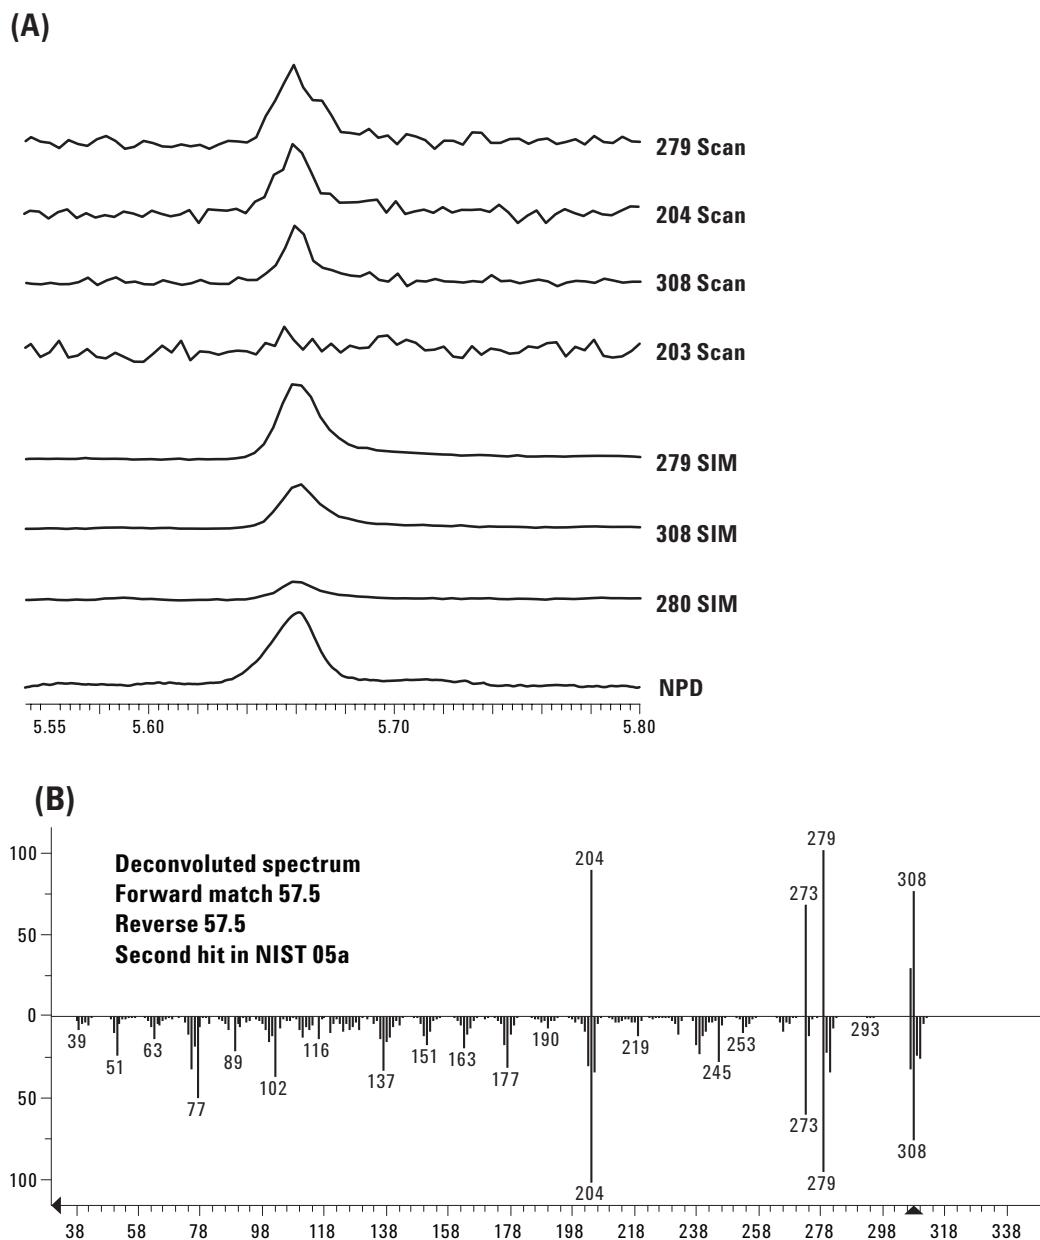 (A)
279 Scan
204 Scan
308 Scan
203 Scan
279 SIM
308 SIM
280 SIM
NPD
5.55 5.60 5.70 5.80
(B)
279
100
204
308
273
Deconvoluted spectrum
Forward match 57.5
Reverse 57.5
Second hit in NIST 05a
50
0
39
51
63
77
89
102
116
137
151
163
177
190
219
245
253
293
50
273
308
279
204
100
38 58 78 98 118 138 158 178 198 218 238 258 278 298 318 338